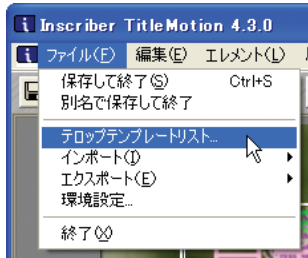 Inscriber TitleMotion 4.3.0
ファイル(F) 編集(E) エレメント(L)
保存して終了(S) Ctrl+S
別名で保存して終了
テロップテンプレートリスト...
インポート(I)
エクスポート(E)
環境設定...
終了(X)